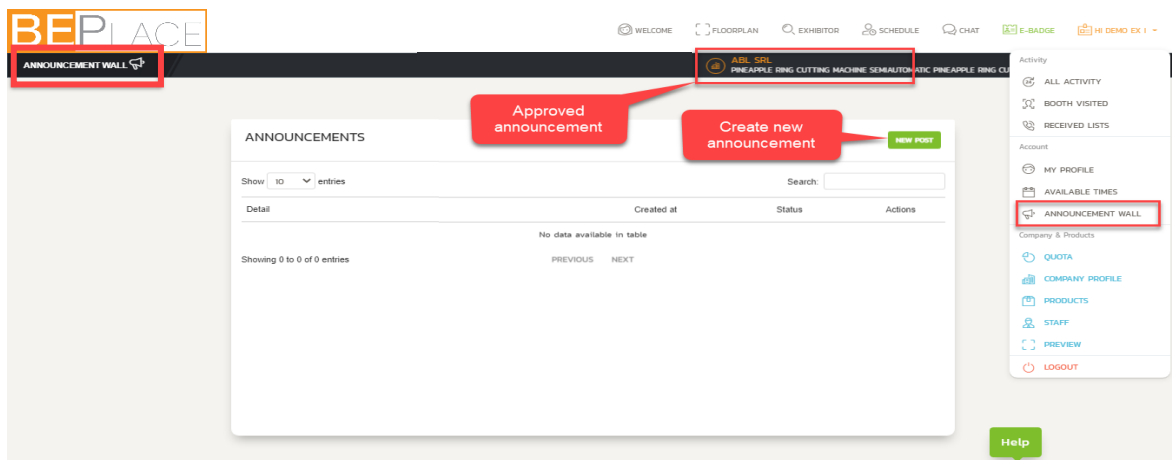 BEPLACE
WELCOME FLOORPLAN EXHIBITOR SCHEDULE CHAT E-BADGE HI DEMO EX 1
ANNOUNCEMENT WALL
ABL SRL
PINEAPPLE RING CUTTING MACHINE SEMIAUTOMATIC PINEAPPLE RING CU
Activity
24 ALL ACTIVITY
BOOTH VISITED
RECEIVED LISTS
Account
MY PROFILE
AVAILABLE TIMES
ANNOUNCEMENT WALL
Company & Products
QUOTA
COMPANY PROFILE
PRODUCTS
STAFF
PREVIEW
LOGOUT
Approved
announcement
Create new
announcement
ANNOUNCEMENTS
NEW POST
Show 10 entries
Search:
Detail Created at Status Actions
No data available in table
Showing 0 to 0 of 0 entries
PREVIOUS NEXT
Help